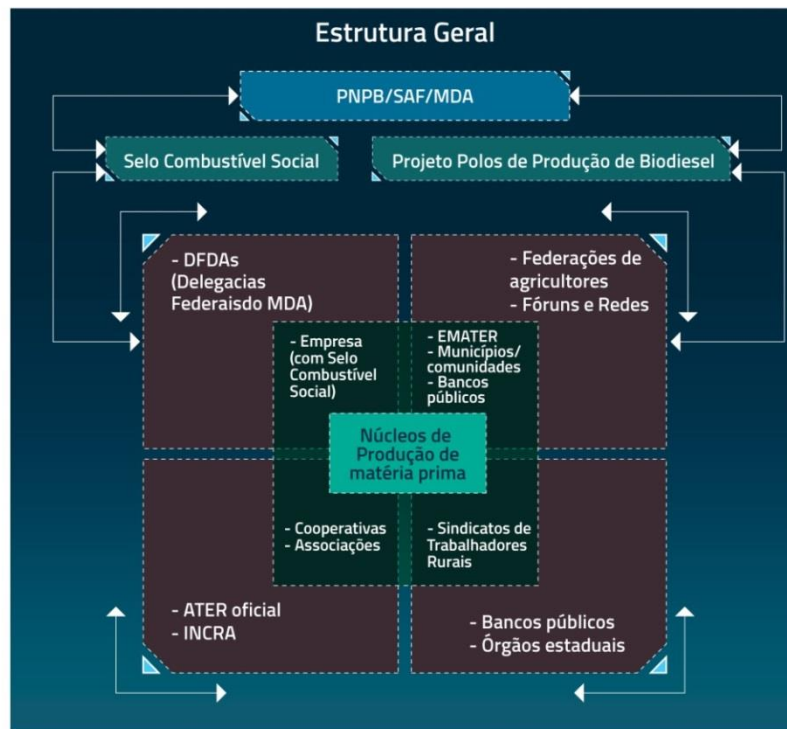 Estrutura Geral
PNPB/SAF/MDA
Selo Combustível Social
Projeto Polos de Produção de Biodiesel
- DFDAs
(Delegacias
Federaisdo MDA)
- Federações de
agricultores
- Fóruns e Redes
- Empresa
(com Selo
Combustível
Social)
- EMATER
- Municípios/
comunidades
- Bancos
públicos
Núcleos de
Produção de
matéria prima
- Cooperativas
- Associações
- Sindicatos de
Trabalhadores
Rurais
- ATER oficial
- INCRA
- Bancos públicos
- Órgãos estaduais